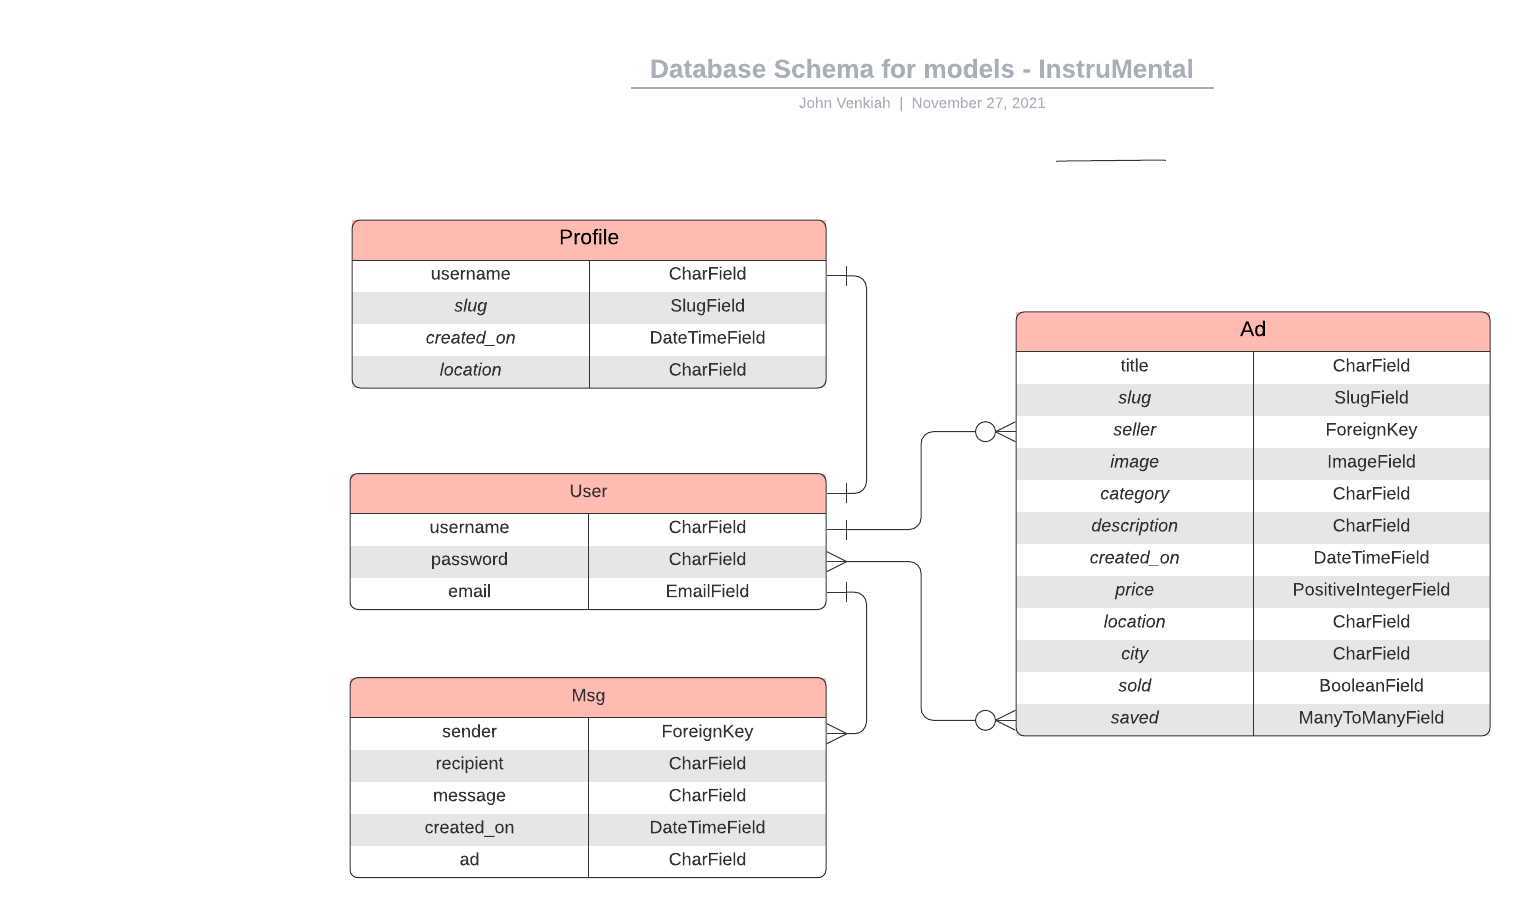 Database Schema for models - InstruMental
John Venkiah | November 27, 2021
Profile
username CharField
slug SlugField
created_on DateTimeField
location CharField
User
username CharField
password CharField
email EmailField
Msg
sender ForeignKey
recipient CharField
message CharField
created_on DateTimeField
ad CharField
Ad
title CharField
slug SlugField
seller ForeignKey
image ImageField
category CharField
description CharField
created_on DateTimeField
price PositiveIntegerField
location CharField
city CharField
sold BooleanField
saved ManyToManyField